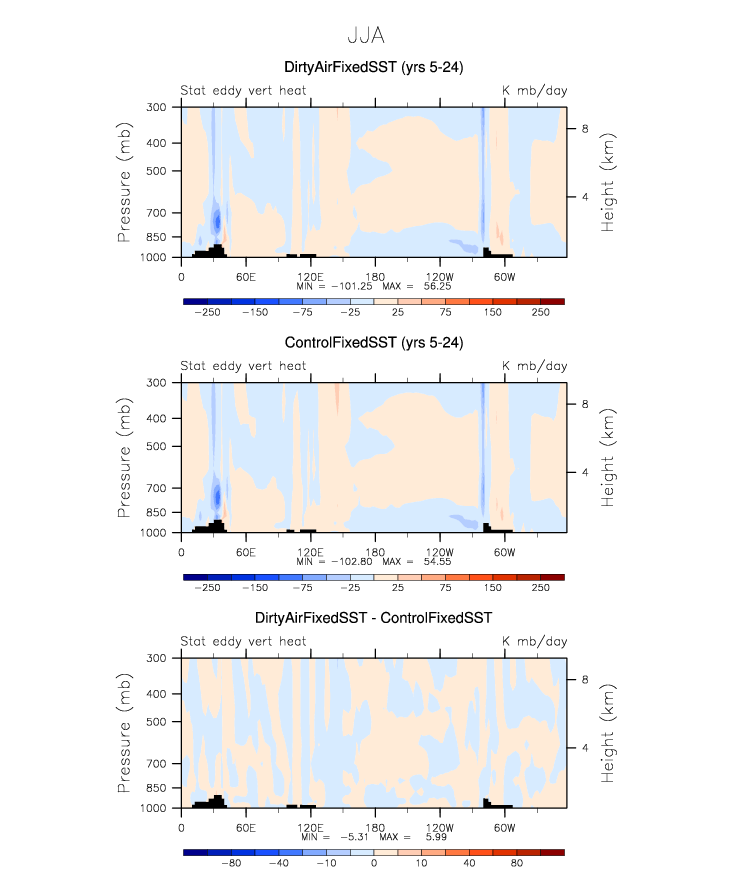 JJA
DirtyAirFixedSST (yrs 5-24)
Stat eddy vert heat K mb/day
300
400
500
700
850
1000
Pressure (mb)
8
4
Height (km)
0 60E 120E 180 120W 60W
MIN = -101.25 MAX = 56.25
-250 -150 -75 -25 25 75 150 250
ControlFixedSST (yrs 5-24)
Stat eddy vert heat K mb/day
300
400
500
700
850
1000
Pressure (mb)
8
4
Height (km)
0 60E 120E 180 120W 60W
MIN = -102.80 MAX = 54.55
-250 -150 -75 -25 25 75 150 250
DirtyAirFixedSST - ControlFixedSST
Stat eddy vert heat K mb/day
300
400
500
700
850
1000
Pressure (mb)
8
4
Height (km)
0 60E 120E 180 120W 60W
MIN = -5.31 MAX = 5.99
-80 -40 -10 0 10 40 80